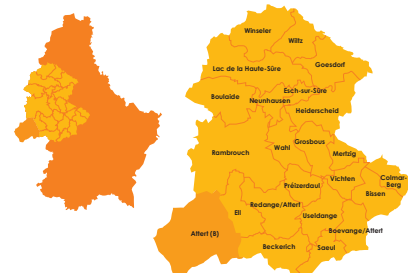 Winseler
Wiltz
Goesdorf
Lac de la Haute-Sûre
Esch-sur-Sûre
Boulaide
Neunhausen
Heiderscheid
Grosbous
Wahl
Rambrouch
Mertzig
Vichten
Colmar-
Berg
Préizerdaul
Bissen
Redange/Attert
Ell
Useldange
Boevange/Attert
Attert (B)
Beckerich
Saeul